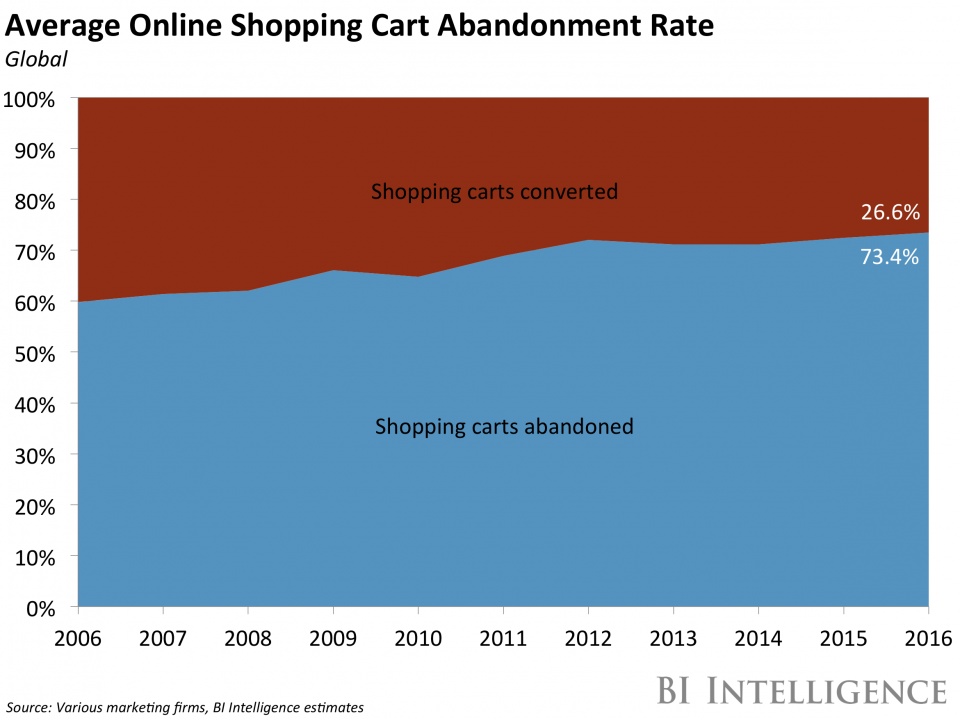 Average Online Shopping Cart Abandonment Rate
Global
100%
90%
80%
70%
60%
50%
40%
30%
20%
10%
0%
Shopping carts converted
26.6%
73.4%
Shopping carts abandoned
2006 2007 2008 2009 2010 2011 2012 2013 2014 2015 2016
Source: Various marketing firms, BI Intelligence estimates
BI INTELLIGENCE